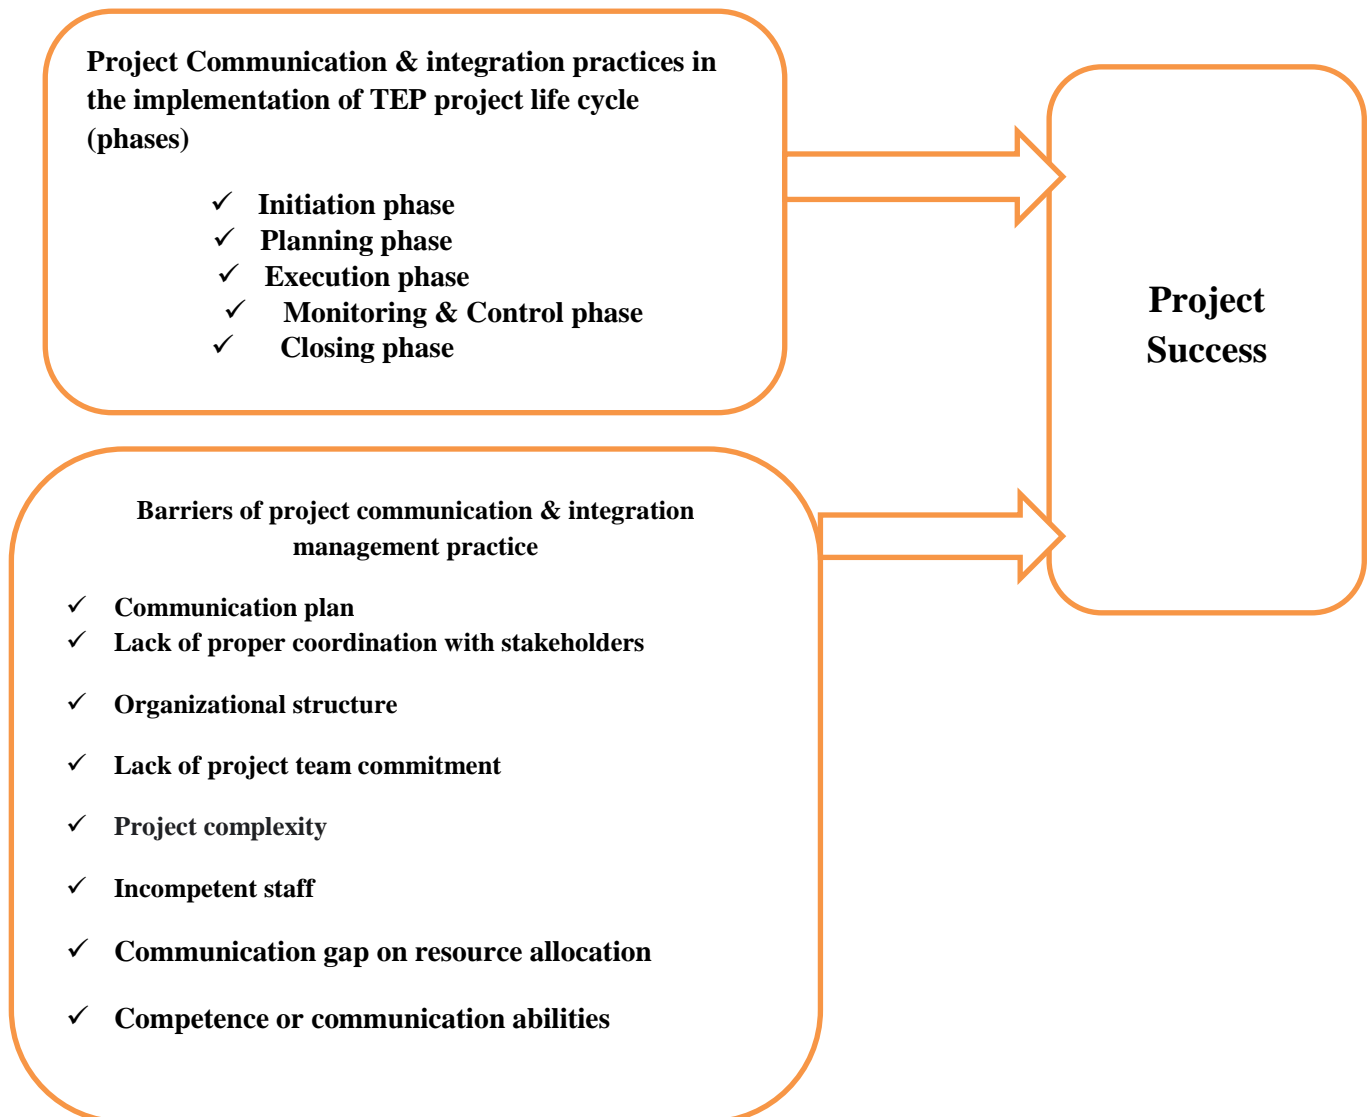 Project Communication & integration practices in
the implementation of TEP project life cycle
(phases)
✓ Initiation phase
✓ Planning phase
✓ Execution phase
✓ Monitoring & Control phase
✓ Closing phase
Project
Success
Barriers of project communication & integration
management practice
✓ Communication plan
✓ Lack of proper coordination with stakeholders
✓ Organizational structure
✓ Lack of project team commitment
✓ Project complexity
✓ Incompetent staff
✓ Communication gap on resource allocation
✓ Competence or communication abilities